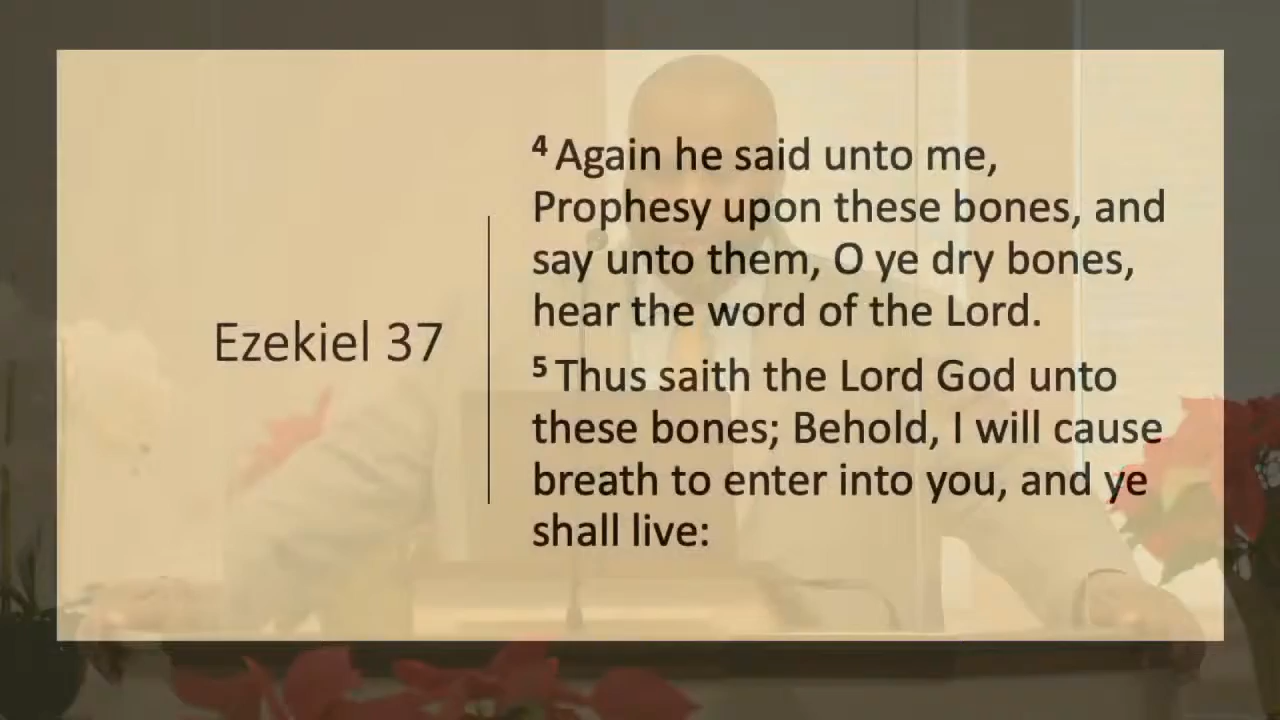 Ezekiel 37
4 Again he said unto me,
Prophesy upon these bones, and
say unto them, O ye dry bones,
hear the word of the Lord.
5 Thus saith the Lord God unto
these bones; Behold, I will cause
breath to enter into you, and ye
shall live: